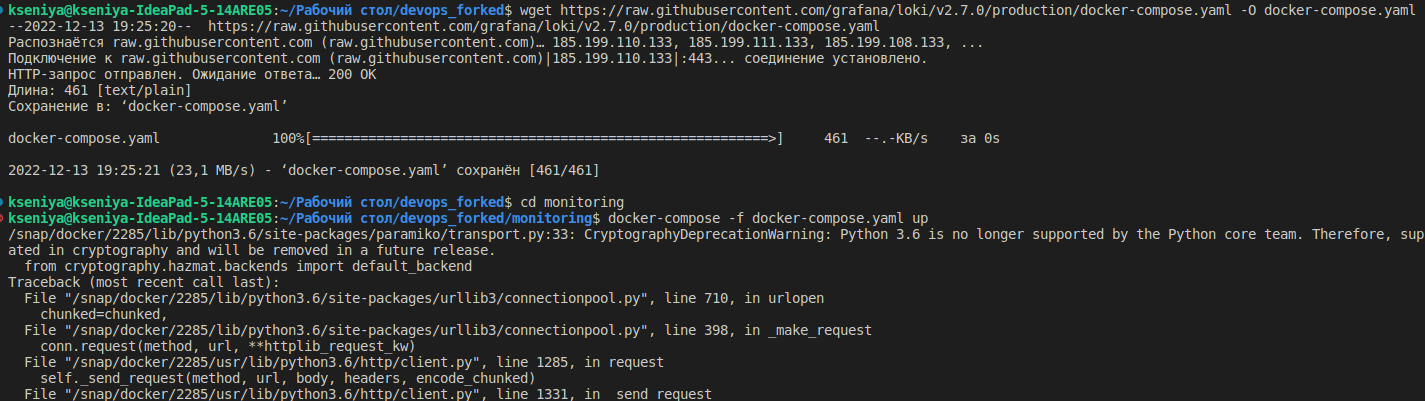 kseniya@kseniya-IdeaPad-5-14ARE05:~/Рабочий стол/devops_forked$ wget https://raw.githubusercontent.com/grafana/loki/v2.7.0/production/docker-compose.yaml -O docker-compose.yaml
--2022-12-13 19:25:20-- https://raw.githubusercontent.com/grafana/loki/v2.7.0/production/docker-compose.yaml
Распознаётся raw.githubusercontent.com (raw.githubusercontent.com)… 185.199.110.133, 185.199.111.133, 185.199.108.133, ...
Подключение к raw.githubusercontent.com (raw.githubusercontent.com)|185.199.110.133|:443... соединение установлено.
HTTP-запрос отправлен. Ожидание ответа… 200 OK
Длина: 461 [text/plain]
Сохранение в: ‘docker-compose.yaml’
docker-compose.yaml 100%[=========================================================>] 461 --.-KB/s за 0s
2022-12-13 19:25:21 (23,1 MB/s) - ‘docker-compose.yaml’ сохранён [461/461]
kseniya@kseniya-IdeaPad-5-14ARE05:~/Рабочий стол/devops_forked$ cd monitoring
kseniya@kseniya-IdeaPad-5-14ARE05:~/Рабочий стол/devops_forked/monitoring$ docker-compose -f docker-compose.yaml up
/snap/docker/2285/lib/python3.6/site-packages/paramiko/transport.py:33: CryptographyDeprecationWarning: Python 3.6 is no longer supported by the Python core team. Therefore, sup
ated in cryptography and will be removed in a future release.
from cryptography.hazmat.backends import default_backend
Traceback (most recent call last):
File "/snap/docker/2285/lib/python3.6/site-packages/urllib3/connectionpool.py", line 710, in urlopen
chunked=chunked,
File "/snap/docker/2285/lib/python3.6/site-packages/urllib3/connectionpool.py", line 398, in _make_request
conn.request(method, url, **httplib_request_kw)
File "/snap/docker/2285/usr/lib/python3.6/http/client.py", line 1285, in request
self._send_request(method, url, body, headers, encode_chunked)
File "/snap/docker/2285/usr/lib/python3.6/http/client.py", line 1331, in _send_request